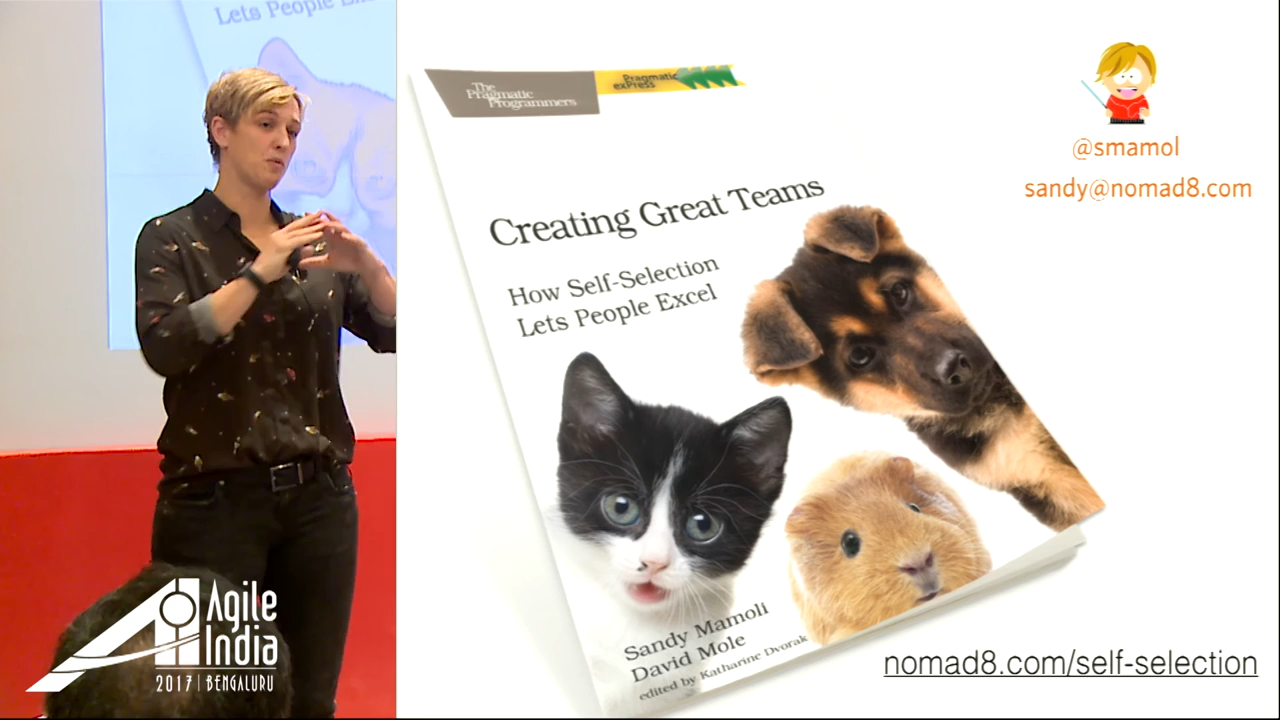 Lets People
The
Pragmatic
Programmers
Pragmatic
exPress
@smamol
sandy@nomad8.com
Creating Great Teams
How Self-Selection
Lets People Excel
Sandy Mamoli
David Mole
edited by Katharine Dvorak
nomad8.com/self-selection
Agile
India
2017 | BENGALURU